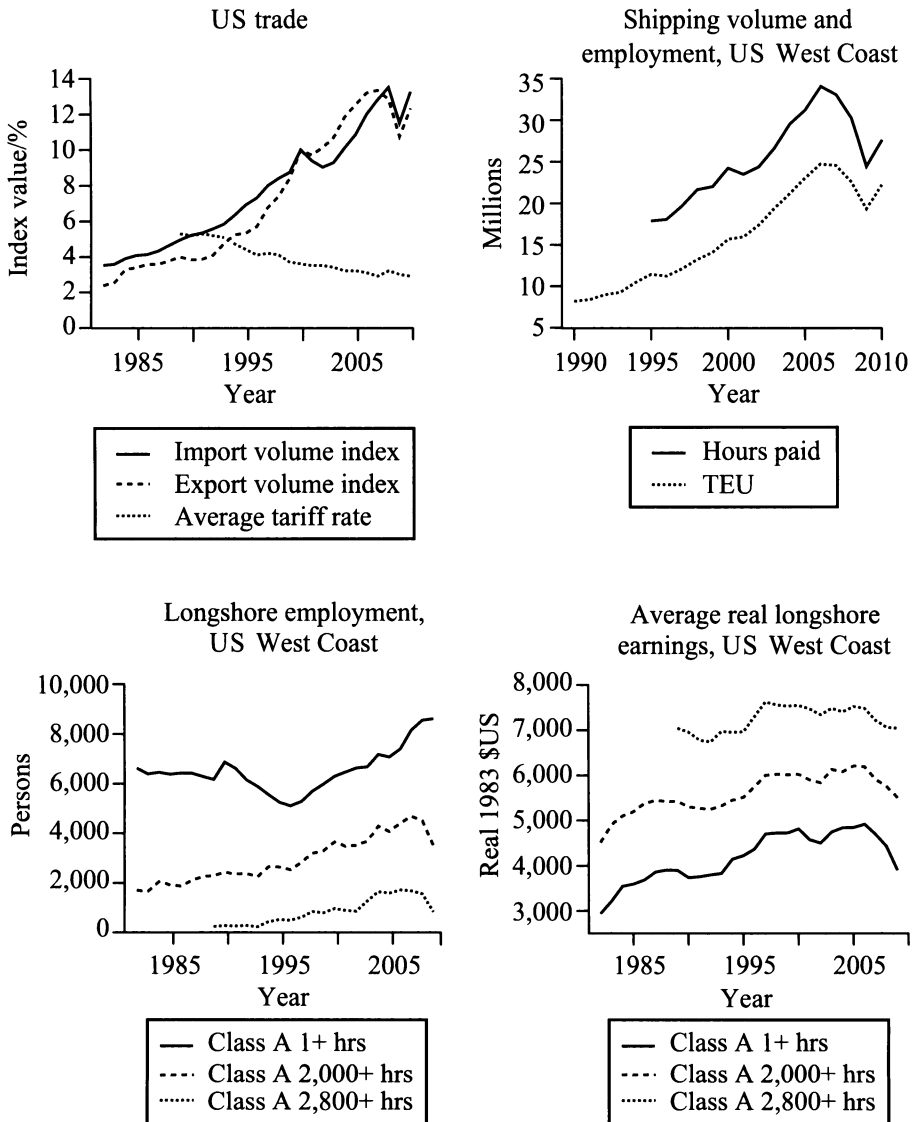 US trade
Index value/%
14
12
10
8
6
4
2
0
1985 1995 2005
Year
Import volume index
Export volume index
Average tariff rate
Shipping volume and
employment, US West Coast
Millions
35
30
25
20
15
10
5
1990 1995 2000 2005 2010
Year
Hours paid
TEU
Longshore employment,
US West Coast
Persons
10,000
8,000
6,000
4,000
2,000
0
1985 1995 2005
Year
Class A 1+ hrs
Class A 2,000+ hrs
Class A 2,800+ hrs
Average real longshore
earnings, US West Coast
Real 1983 $US
8,000
7,000
6,000
5,000
4,000
3,000
1985 1995 2005
Year
Class A 1+ hrs
Class A 2,000+ hrs
Class A 2,800+ hrs